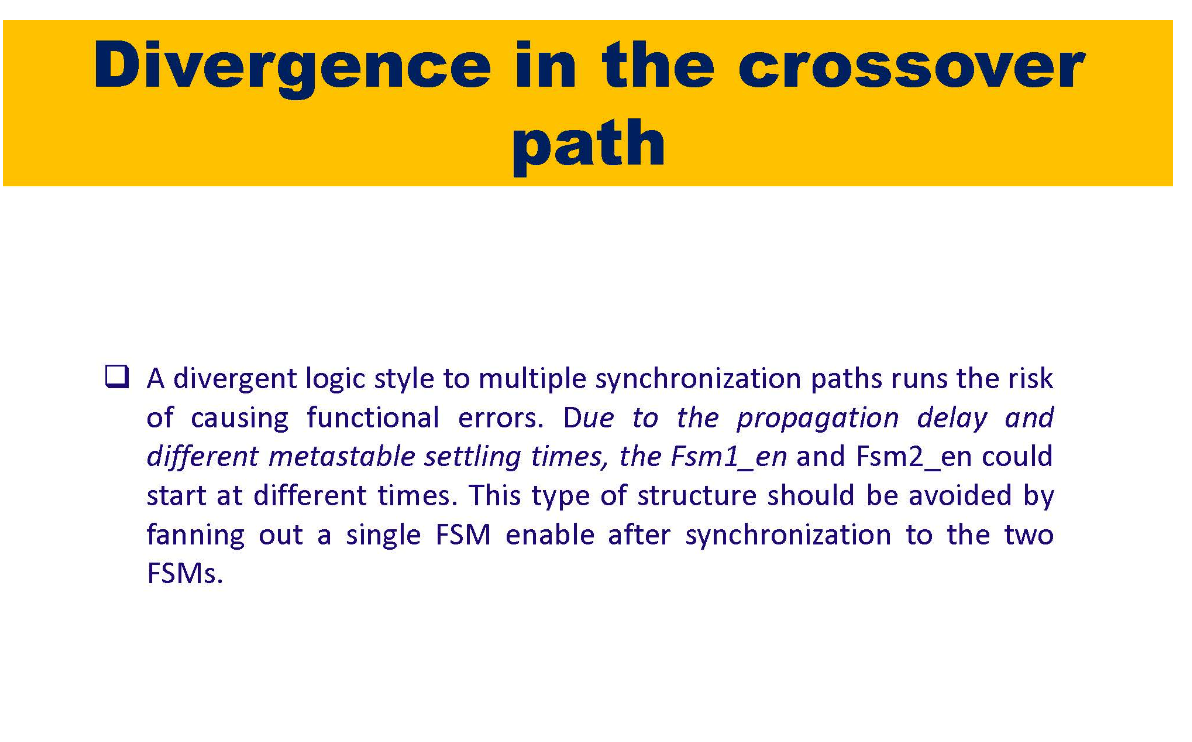 Divergence in the crossover
path
❑ A divergent logic style to multiple synchronization paths runs the risk
of causing functional errors. Due to the propagation delay and
different metastable settling times, the Fsm1_en and Fsm2_en could
start at different times. This type of structure should be avoided by
fanning out a single FSM enable after synchronization to the two
FSMs.